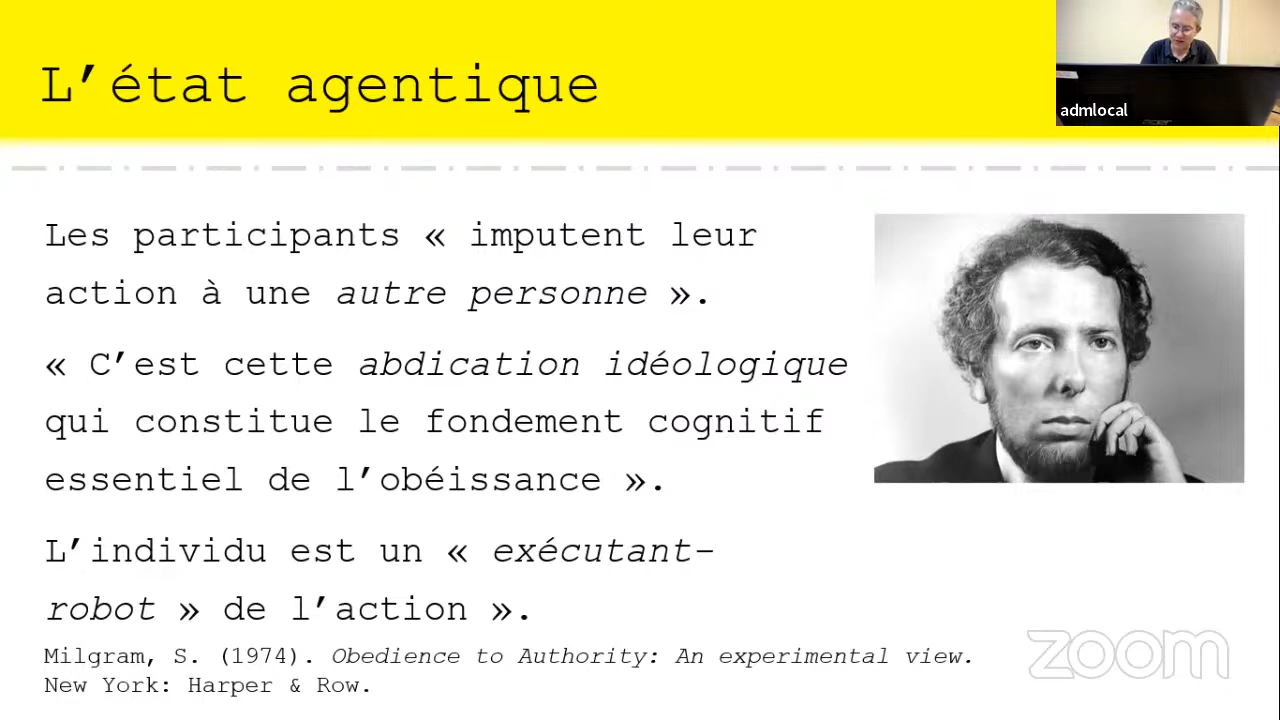 L’état agentique
admlocal
Les participants « imputent leur
action à une autre personne ».
« C’est cette abdication idéologique
qui constitue le fondement cognitif
essentiel de l’obéissance ».
L’individu est un « exécutant-
robot » de l’action ».
Milgram, S. (1974). Obedience to Authority: An experimental view.
New York: Harper & Row.
zoom